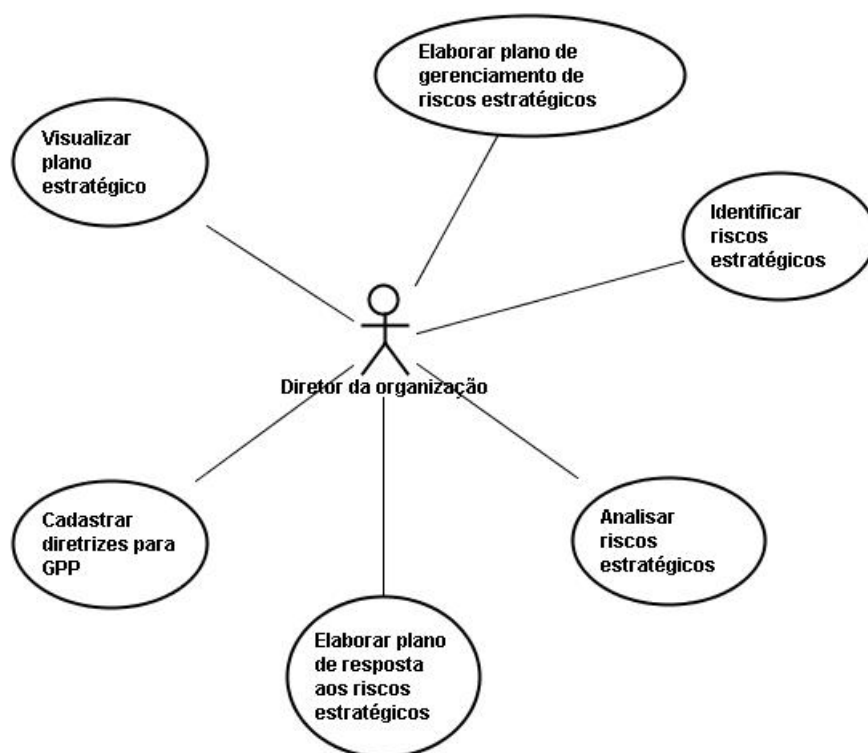 Elaborar plano de
gerenciamento de
riscos estratégicos
Visualizar
plano
estratégico
Identificar
riscos
estratégicos
Diretor da organização
Cadastrar
diretrizes para
GPP
Analisar
riscos
estratégicos
Elaborar plano
de resposta
aos riscos
estratégicos